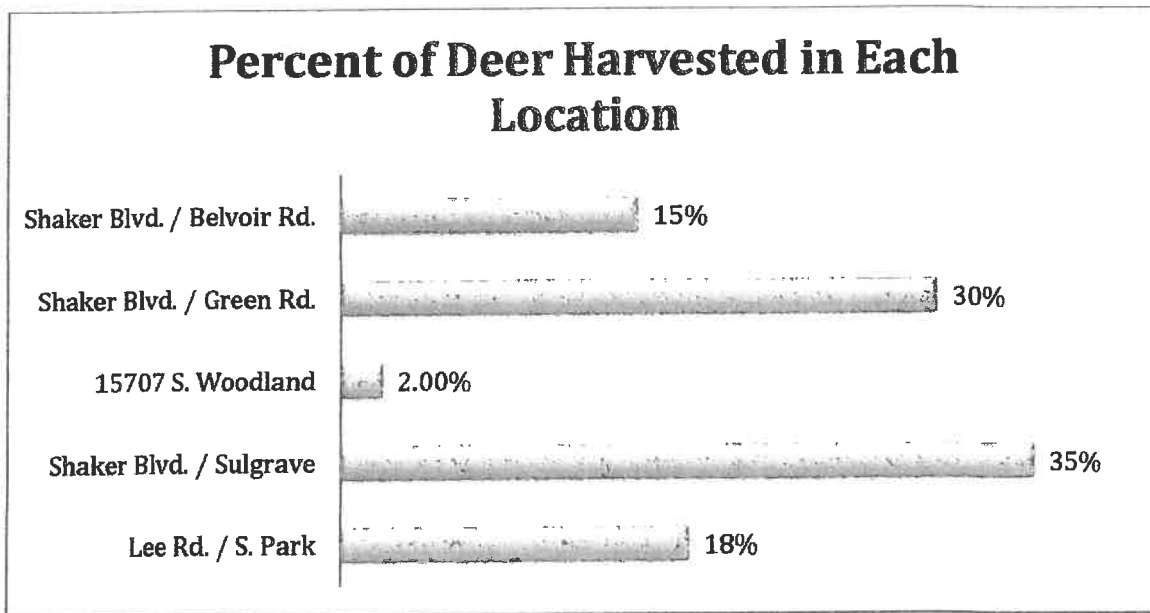 Percent of Deer Harvested in Each
Location
Shaker Blvd. / Belvoir Rd. 15%
Shaker Blvd. / Green Rd. 30%
15707 S. Woodland 2.00%
Shaker Blvd. / Sulgrave 35%
Lee Rd. / S. Park 18%